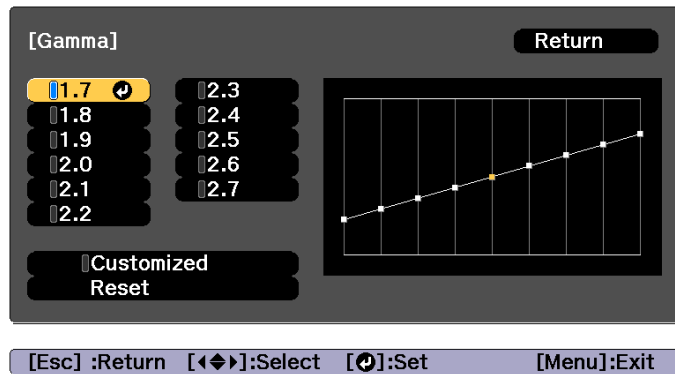 [Gamma]
Return
1.7
1.8
1.9
2.0
2.1
2.2
2.3
2.4
2.5
2.6
2.7
Customized
Reset
[Esc] :Return [◂◆▸]:Select [↵]:Set [Menu]:Exit